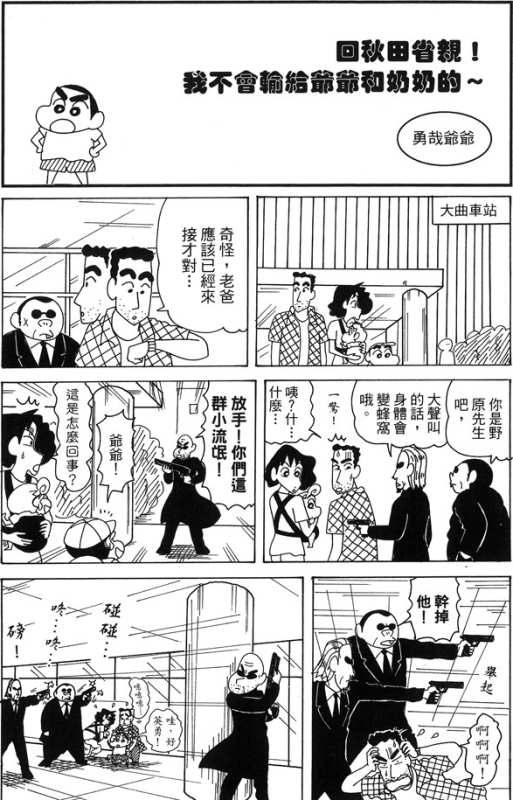 回秋田省親！
我不會輸給爺爺和奶奶的～
勇哉爺爺
大曲車站
奇怪，老爸
應該已經來
接才對…
你是野
原先生
吧，
大聲叫
的話，
身體會
變蜂窩
哦。
一驚！
咦？什…
什麼…
放手！你們這
群小流氓！
爺爺！
這是怎麼回事？
幹掉
他！
舉起
啊啊啊！
碰碰…
咚…咚…
磅！
哇，好
英勇！